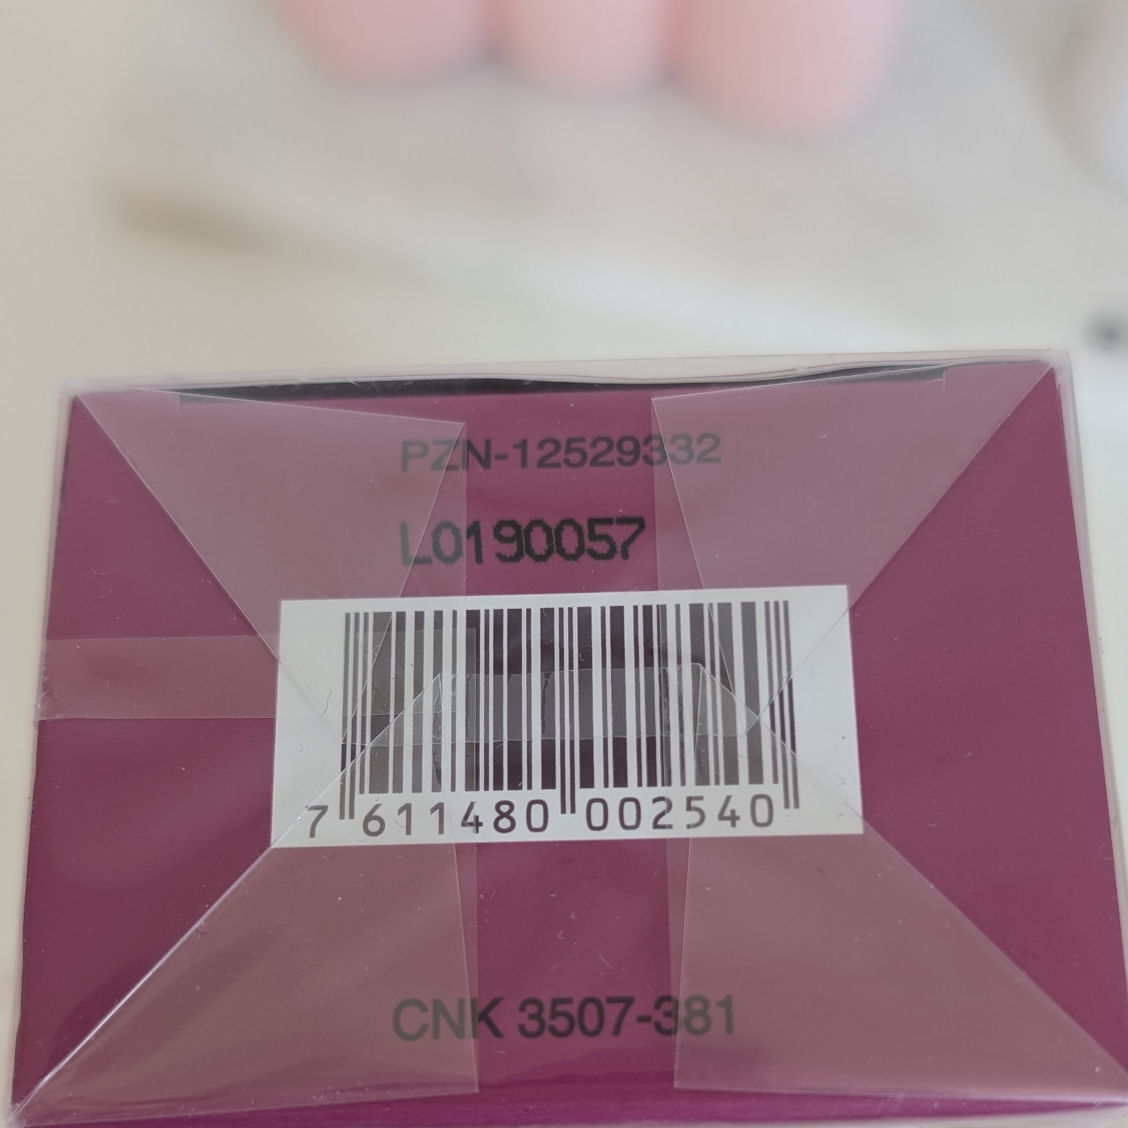 PZN-12529332
L0190057
7 611480 002540
CNK 3507-381